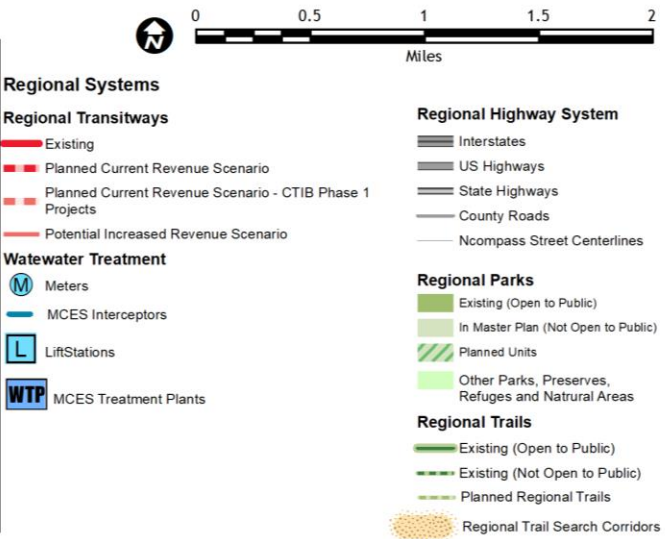 0 0.5 1 1.5 2
N
Miles
Regional Systems
Regional Transitways
Existing
Planned Current Revenue Scenario
Planned Current Revenue Scenario - CTIB Phase 1
Projects
Potential Increased Revenue Scenario
Watewater Treatment
M Meters
MCES Interceptors
L LiftStations
WTP MCES Treatment Plants
Regional Highway System
Interstates
US Highways
State Highways
County Roads
Ncompass Street Centerlines
Regional Parks
Existing (Open to Public)
In Master Plan (Not Open to Public)
Planned Units
Other Parks, Preserves,
Refuges and Natrural Areas
Regional Trails
Existing (Open to Public)
Existing (Not Open to Public)
Planned Regional Trails
Regional Trail Search Corridors